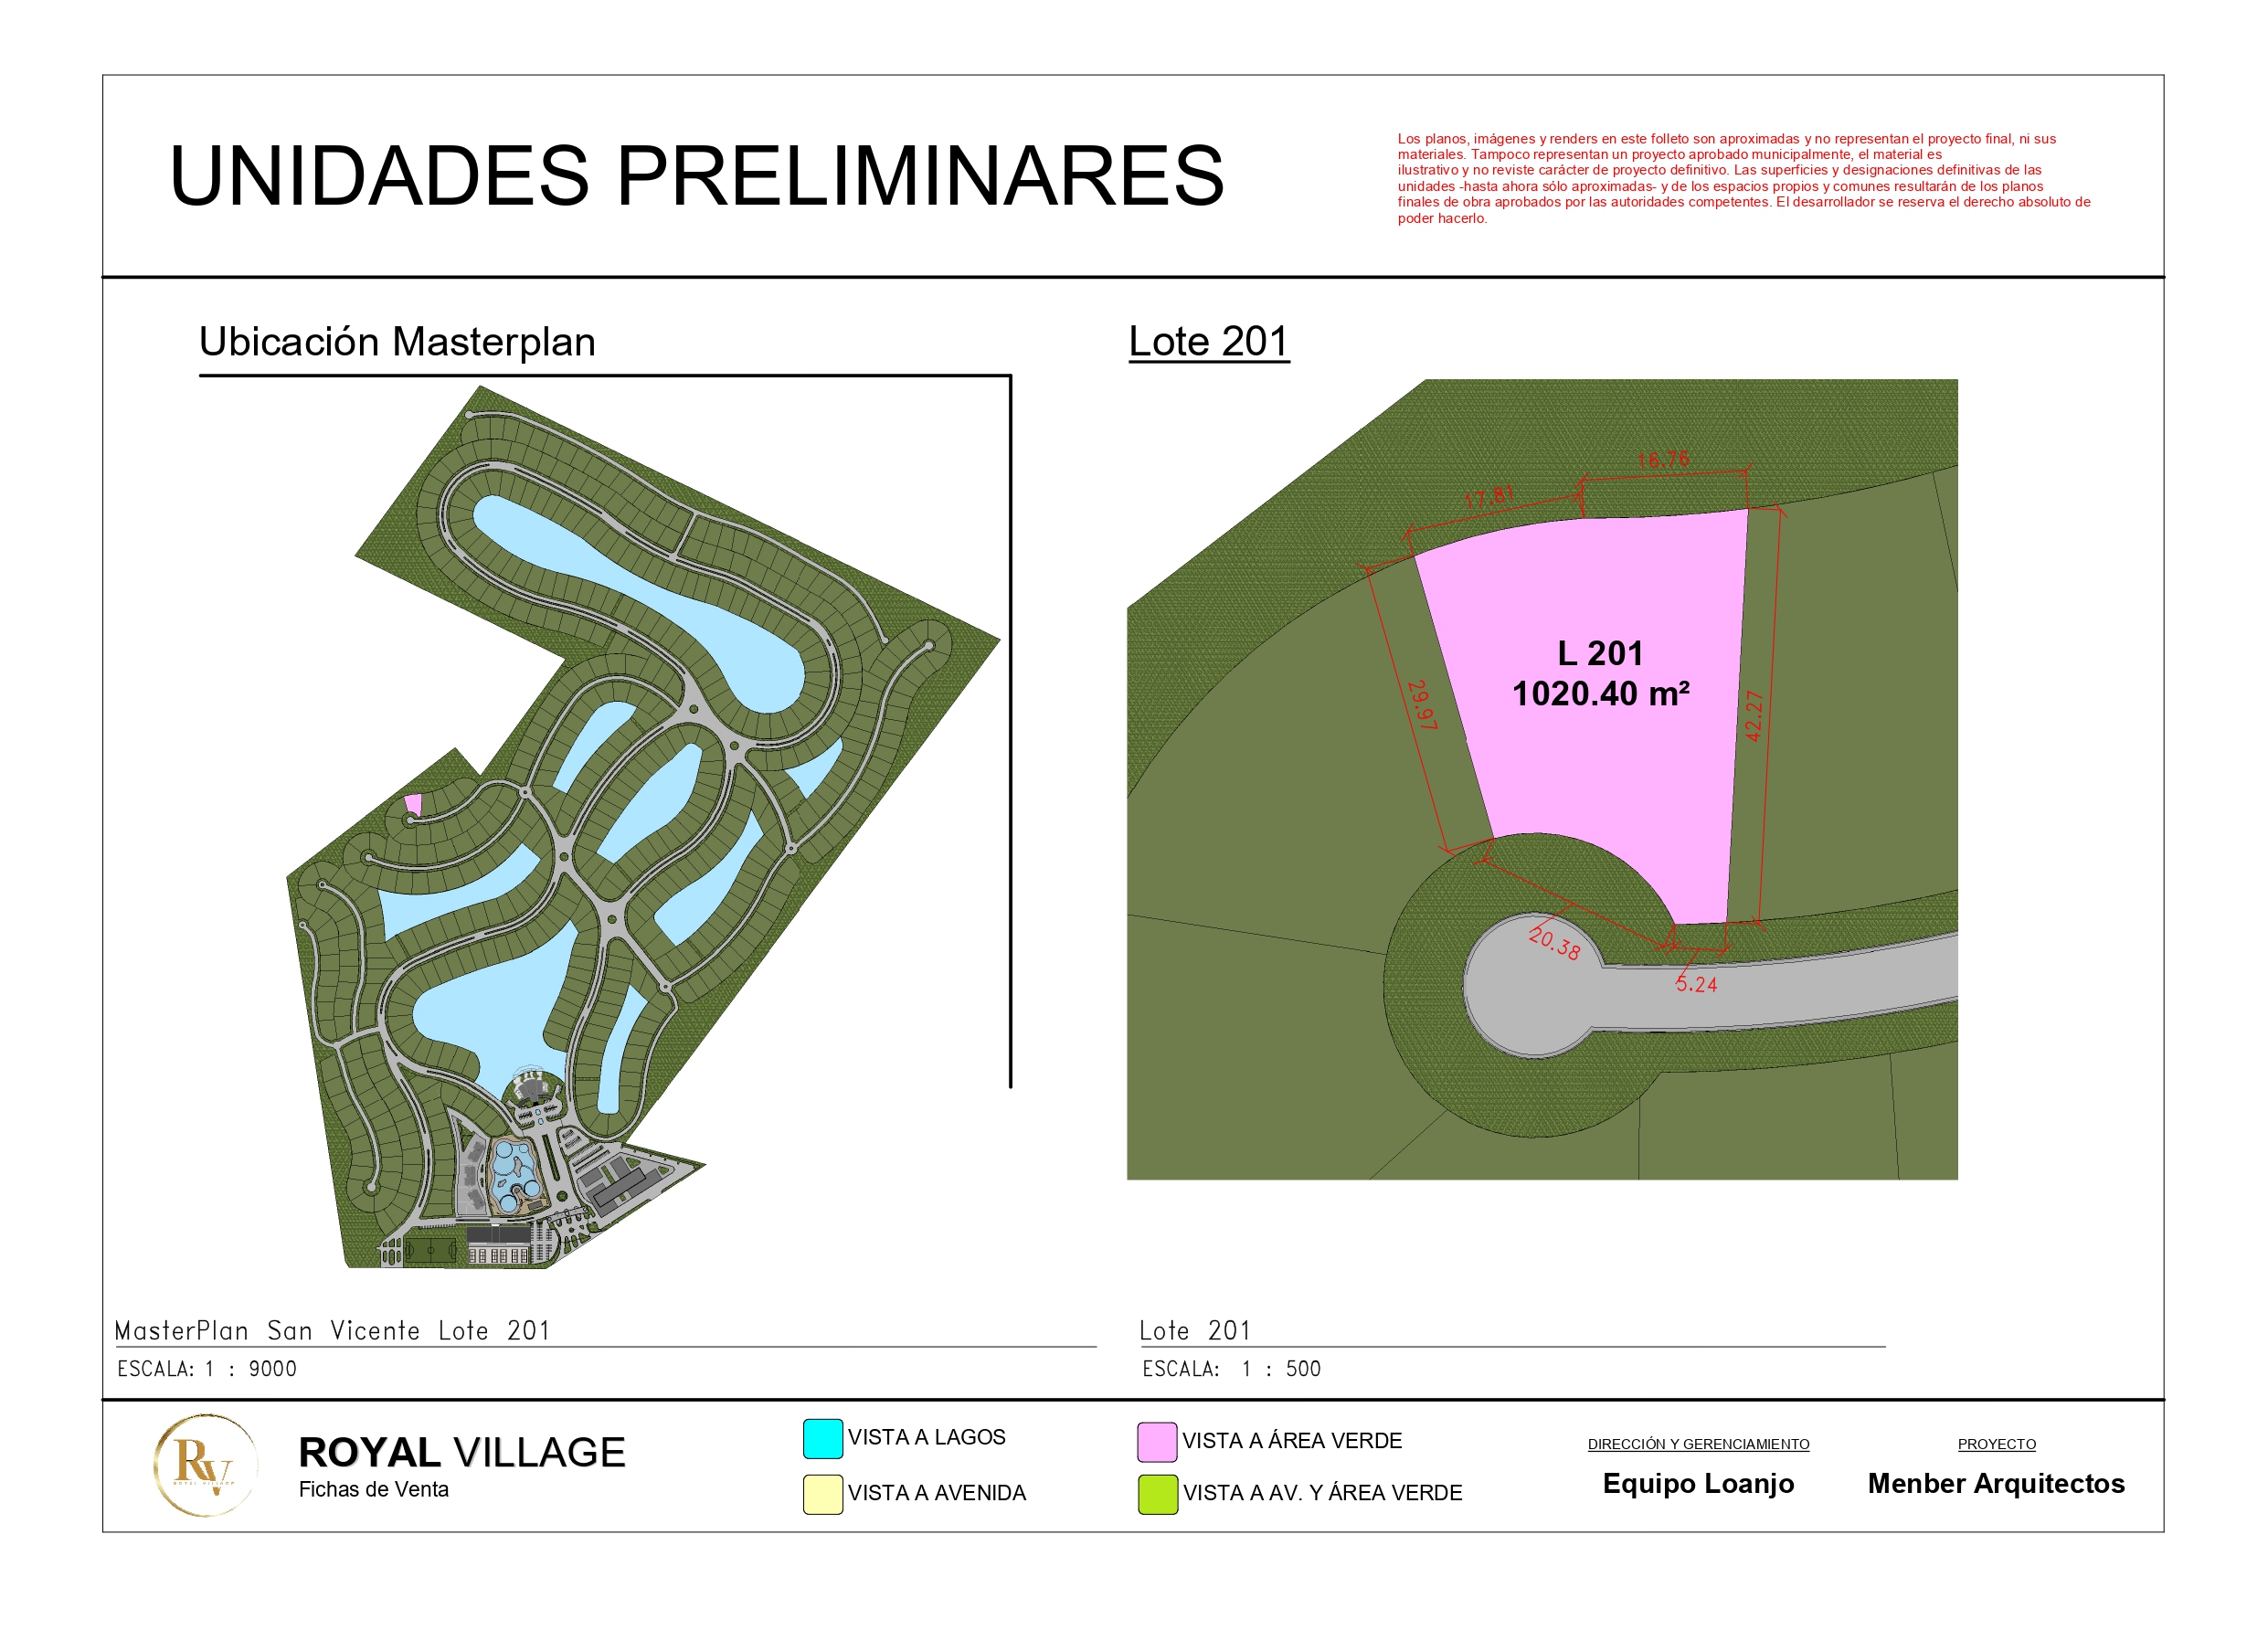 UNIDADES PRELIMINARES
Los planos, imágenes y renders en este folleto son aproximadas y no representan el proyecto final, ni sus
materiales. Tampoco representan un proyecto aprobado municipalmente, el material es
ilustrativo y no reviste carácter de proyecto definitivo. Las superficies y designaciones definitivas de las
unidades -hasta ahora sólo aproximadas- y de los espacios propios y comunes resultarán de los planos
finales de obra aprobados por las autoridades competentes. El desarrollador se reserva el derecho absoluto de
poder hacerlo.
Ubicación Masterplan
Lote 201
16.76
17.81
L 201
1020.40 m²
29.97
42.27
20.38
5.24
MasterPlan San Vicente Lote 201
ESCALA: 1 : 9000
Lote 201
ESCALA: 1 : 500
RV
ROYAL VILLAGE
ROYAL VILLAGE
Fichas de Venta
VISTA A LAGOS
VISTA A AVENIDA
VISTA A ÁREA VERDE
VISTA A AV. Y ÁREA VERDE
DIRECCIÓN Y GERENCIAMIENTO
Equipo Loanjo
PROYECTO
Menber Arquitectos